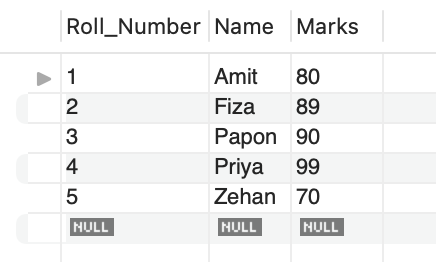 Roll_Number Name Marks
1 Amit 80
2 Fiza 89
3 Papon 90
4 Priya 99
5 Zehan 70
NULL NULL NULL